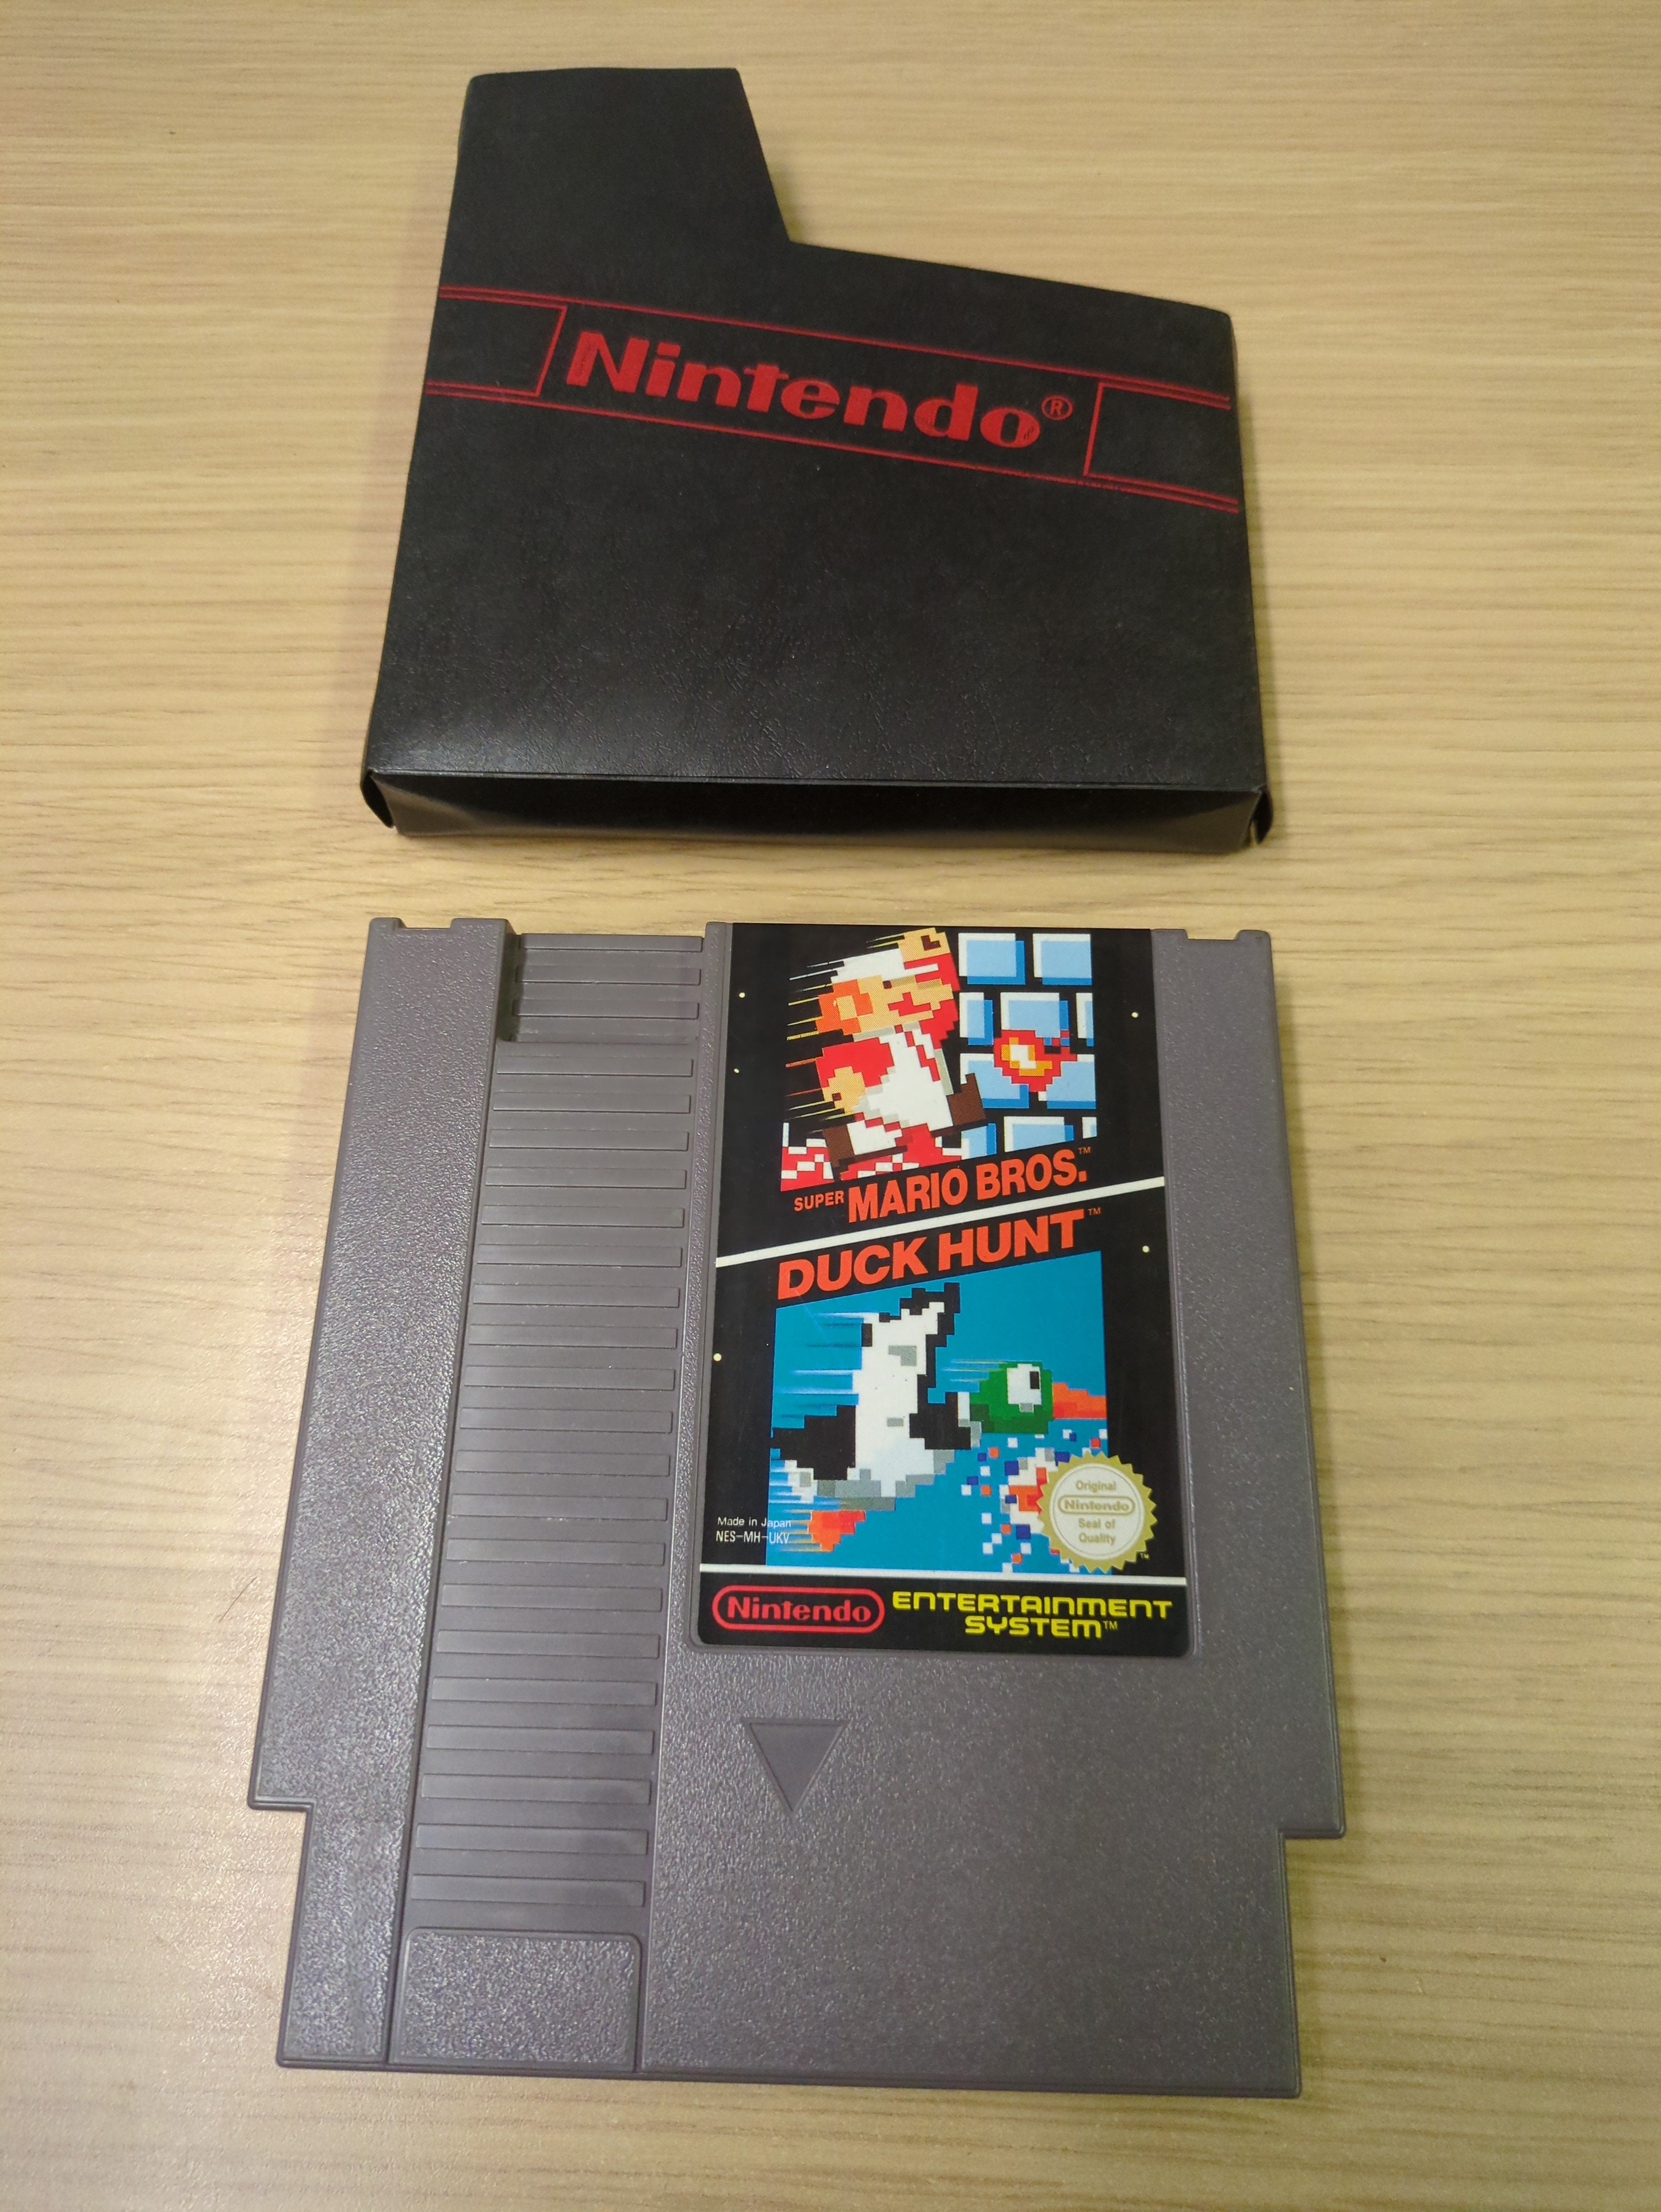 Nintendo®
SUPER MARIO BROS.™
DUCK HUNT™
Original
Nintendo
Seal of
Quality
™
Made in Japan
NES-MH-UKV
Nintendo ENTERTAINMENT
SYSTEM™